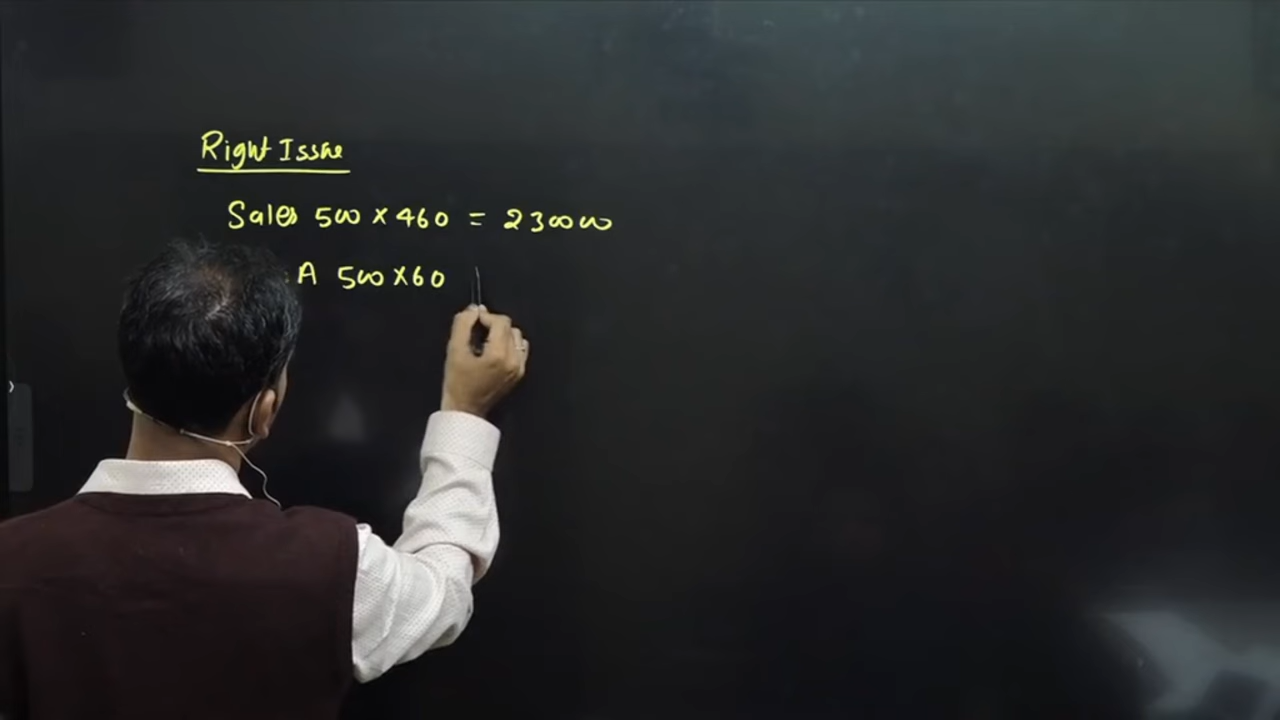 Right Issue
Sales 500 × 460 = 230000
A 500 × 60